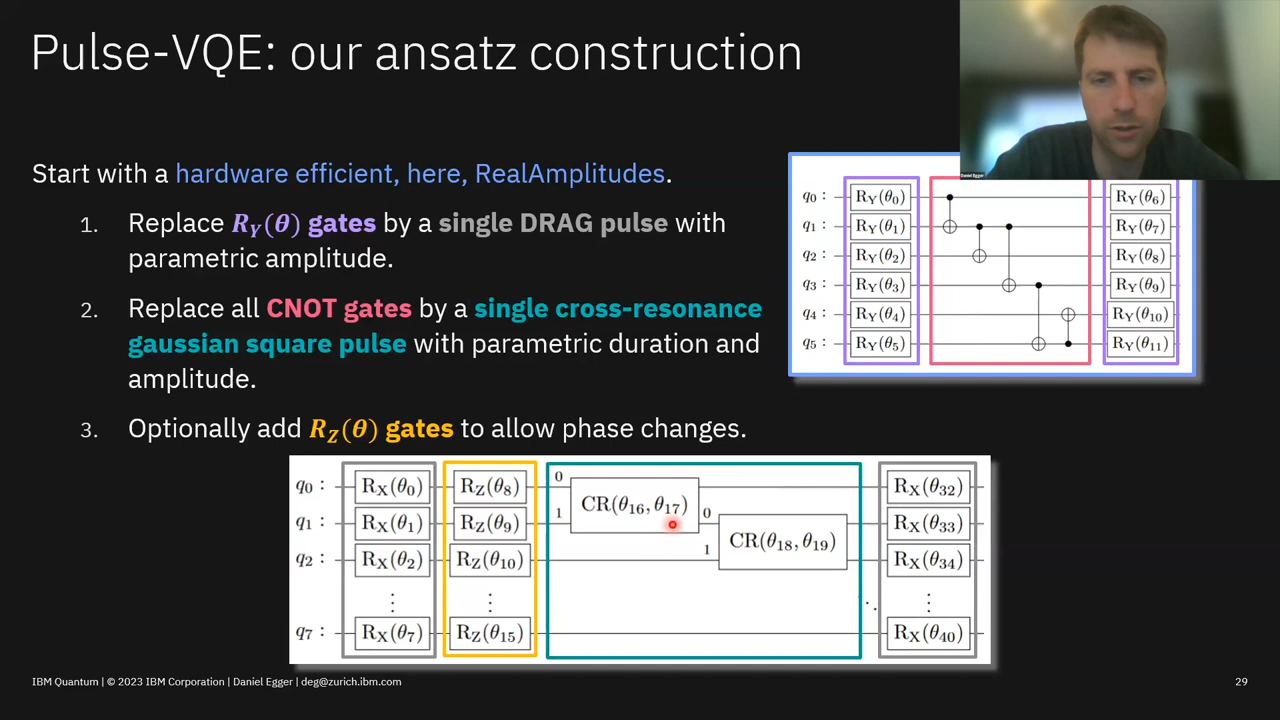 Pulse-VQE: our ansatz construction
Daniel Egger
Start with a hardware efficient, here, RealAmplitudes.
1. Replace R_Y(θ) gates by a single DRAG pulse with
parametric amplitude.
2. Replace all CNOT gates by a single cross-resonance
gaussian square pulse with parametric duration and
amplitude.
3. Optionally add R_Z(θ) gates to allow phase changes.
q₀ : R_Y(θ₀) R_Y(θ₆)
q₁ : R_Y(θ₁) R_Y(θ₇)
q₂ : R_Y(θ₂) R_Y(θ₈)
q₃ : R_Y(θ₃) R_Y(θ₉)
q₄ : R_Y(θ₄) R_Y(θ₁₀)
q₅ : R_Y(θ₅) R_Y(θ₁₁)
q₀ : R_X(θ₀) R_Z(θ₈) 0 R_X(θ₃₂)
CR(θ₁₆, θ₁₇)
q₁ : R_X(θ₁) R_Z(θ₉) 1 0 R_X(θ₃₃)
CR(θ₁₈, θ₁₉)
q₂ : R_X(θ₂) R_Z(θ₁₀) 1 R_X(θ₃₄)
⋮ ⋮ ⋱ ⋮
q₇ : R_X(θ₇) R_Z(θ₁₅) R_X(θ₄₀)
IBM Quantum | © 2023 IBM Corporation | Daniel Egger | deg@zurich.ibm.com
29